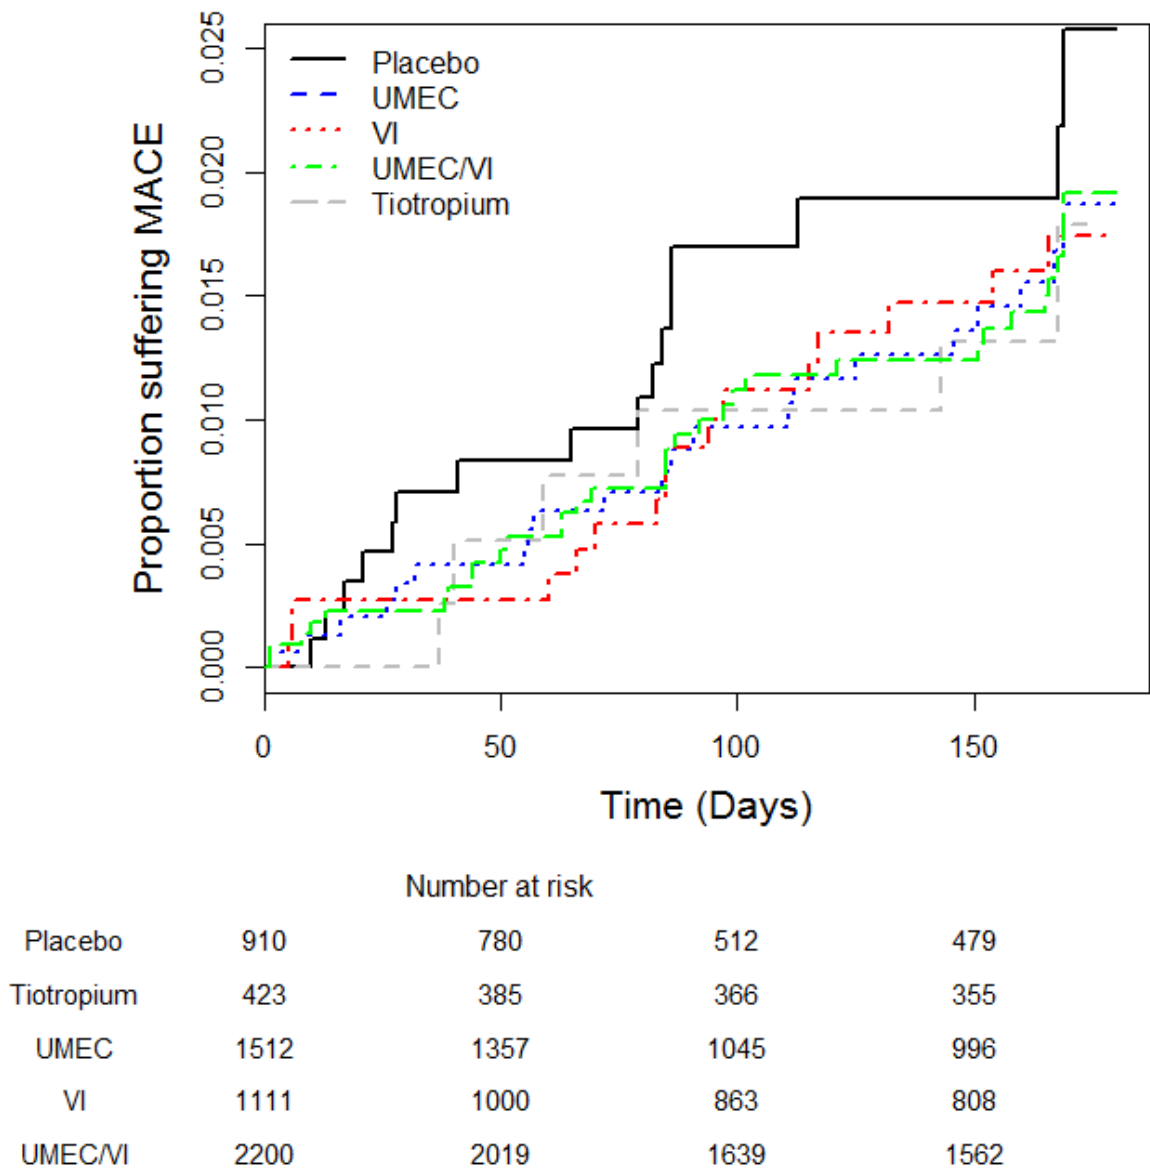 Placebo
UMEC
VI
UMEC/VI
Tiotropium
Proportion suffering MACE
0.025
0.020
0.015
0.010
0.005
0.000
0 50 100 150
Time (Days)
Number at risk
Placebo 910 780 512 479
Tiotropium 423 385 366 355
UMEC 1512 1357 1045 996
VI 1111 1000 863 808
UMEC/VI 2200 2019 1639 1562